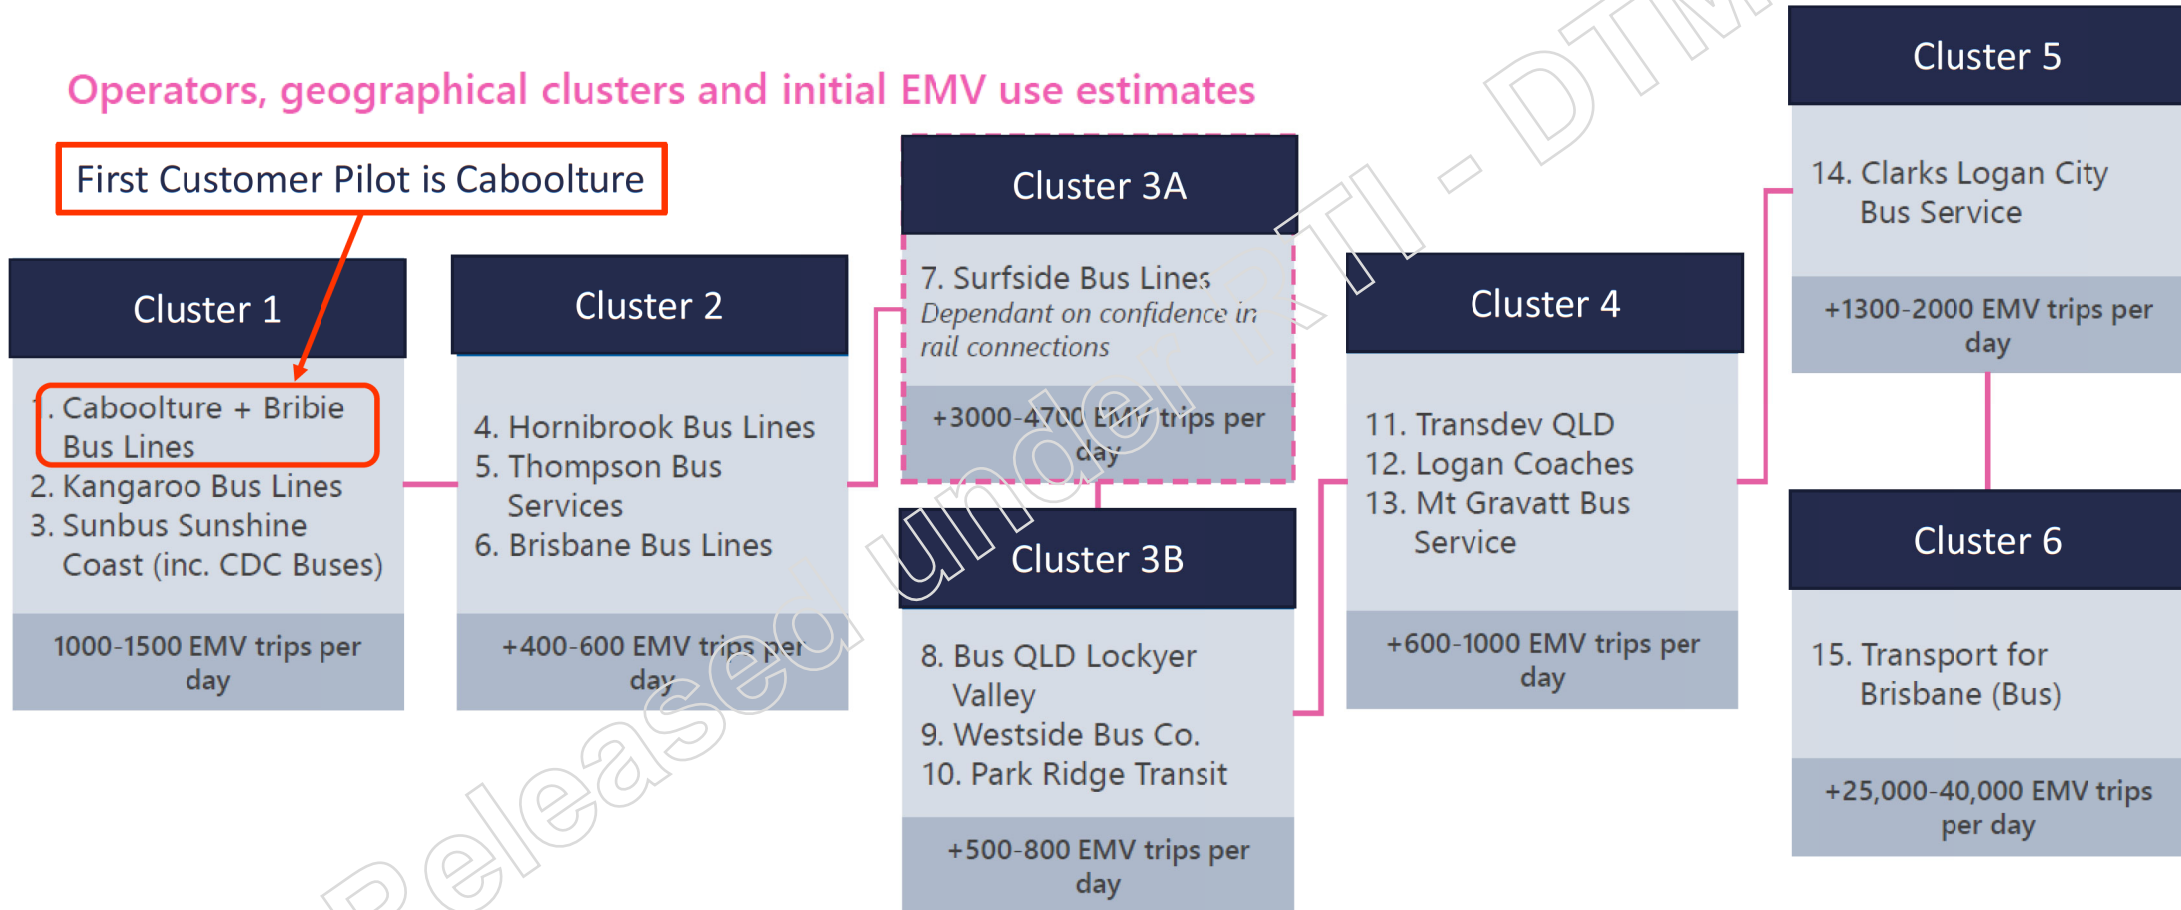 Operators, geographical clusters and initial EMV use estimates
First Customer Pilot is Caboolture
Cluster 1
1. Caboolture + Bribie
Bus Lines
2. Kangaroo Bus Lines
3. Sunbus Sunshine
Coast (inc. CDC Buses)
1000-1500 EMV trips per
day
Cluster 2
4. Hornibrook Bus Lines
5. Thompson Bus
Services
6. Brisbane Bus Lines
+400-600 EMV trips per
day
Cluster 3A
7. Surfside Bus Lines
Dependant on confidence in
rail connections
+3000-4700 EMV trips per
day
Cluster 3B
8. Bus QLD Lockyer
Valley
9. Westside Bus Co.
10. Park Ridge Transit
+500-800 EMV trips per
day
Cluster 4
11. Transdev QLD
12. Logan Coaches
13. Mt Gravatt Bus
Service
+600-1000 EMV trips per
day
Cluster 5
14. Clarks Logan City
Bus Service
+1300-2000 EMV trips per
day
Cluster 6
15. Transport for
Brisbane (Bus)
+25,000-40,000 EMV trips
per day
Released under RTI - DTM